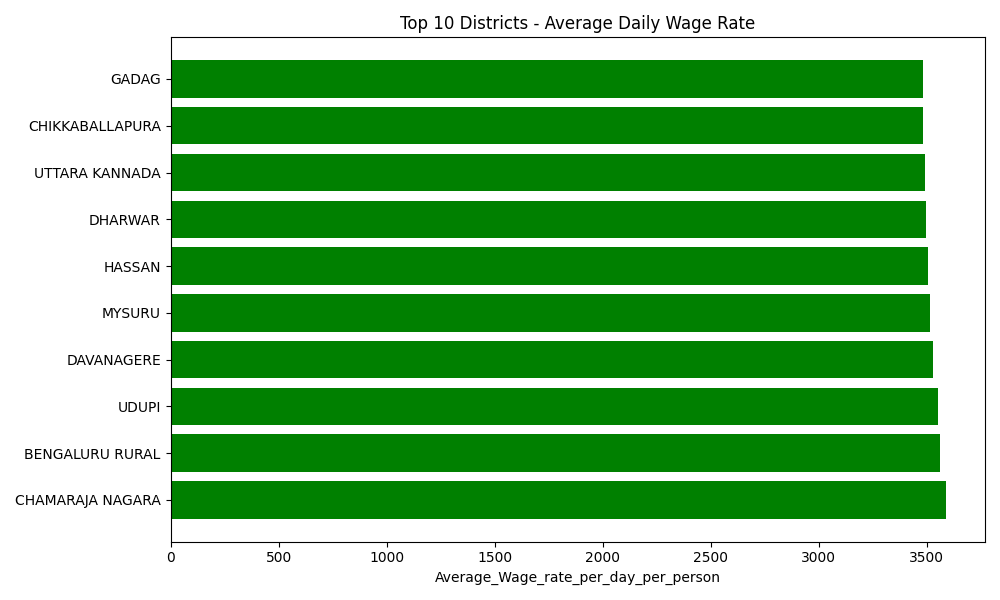 Top 10 Districts - Average Daily Wage Rate
GADAG
CHIKKABALLAPURA
UTTARA KANNADA
DHARWAR
HASSAN
MYSURU
DAVANAGERE
UDUPI
BENGALURU RURAL
CHAMARAJA NAGARA
0 500 1000 1500 2000 2500 3000 3500
Average_Wage_rate_per_day_per_person